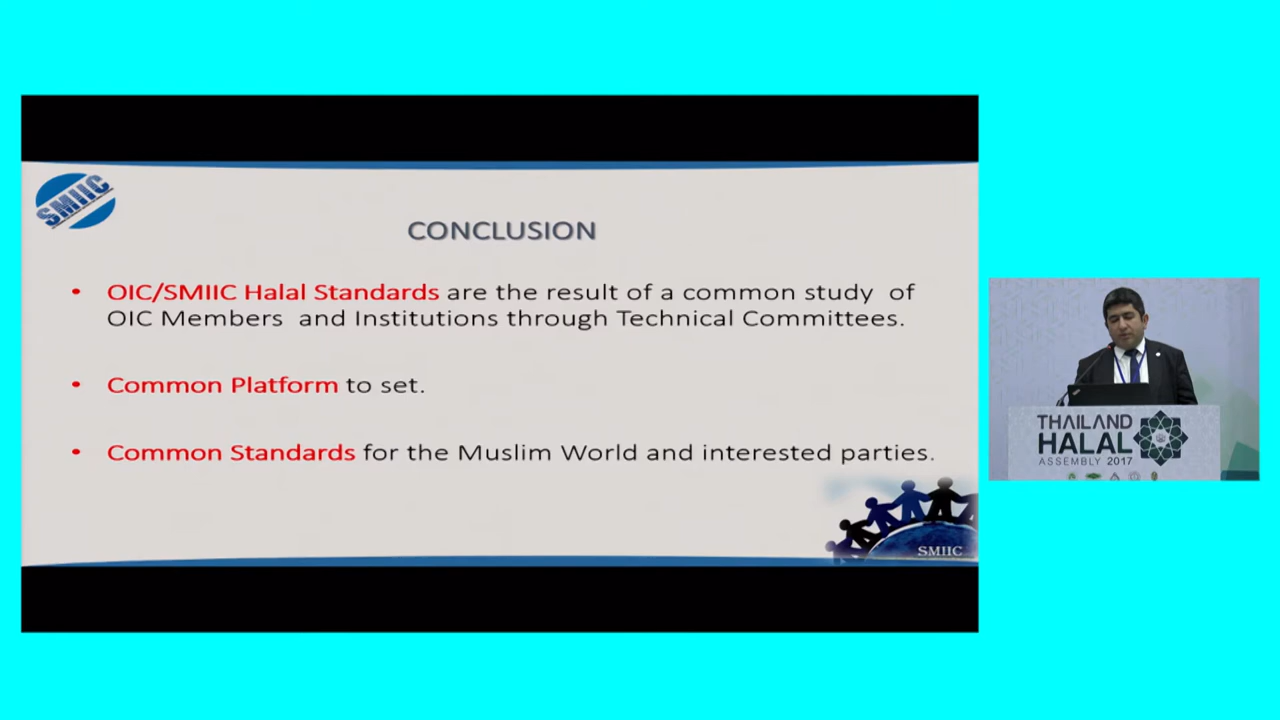 SMIIC
CONCLUSION
• OIC/SMIIC Halal Standards are the result of a common study of
OIC Members and Institutions through Technical Committees.
• Common Platform to set.
• Common Standards for the Muslim World and interested parties.
SMIIC
THAILAND
HALAL
ASSEMBLY 2017